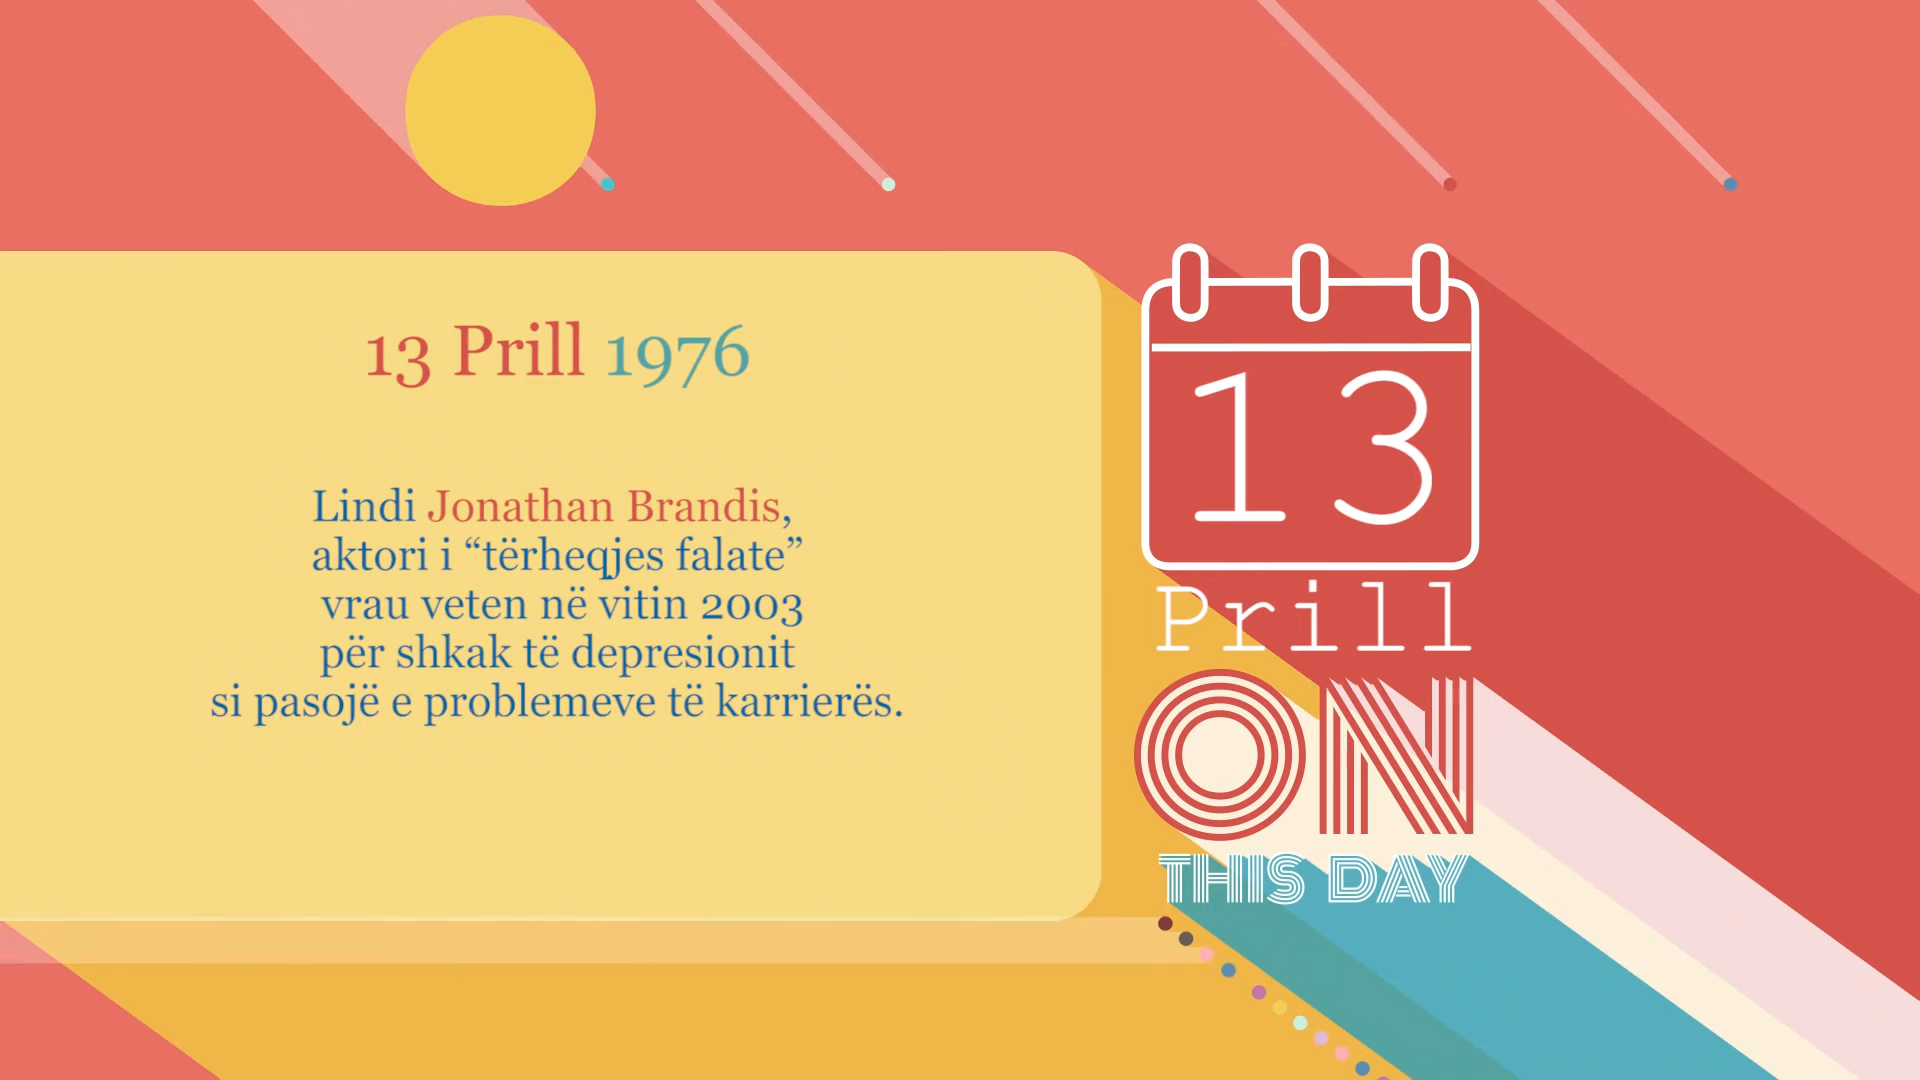 13 Prill 1976
Lindi Jonathan Brandis,
aktori i “tërheqjes falate”
vrau veten në vitin 2003
për shkak të depresionit
si pasojë e problemeve të karrierës.
13
Prill
ON
THIS DAY